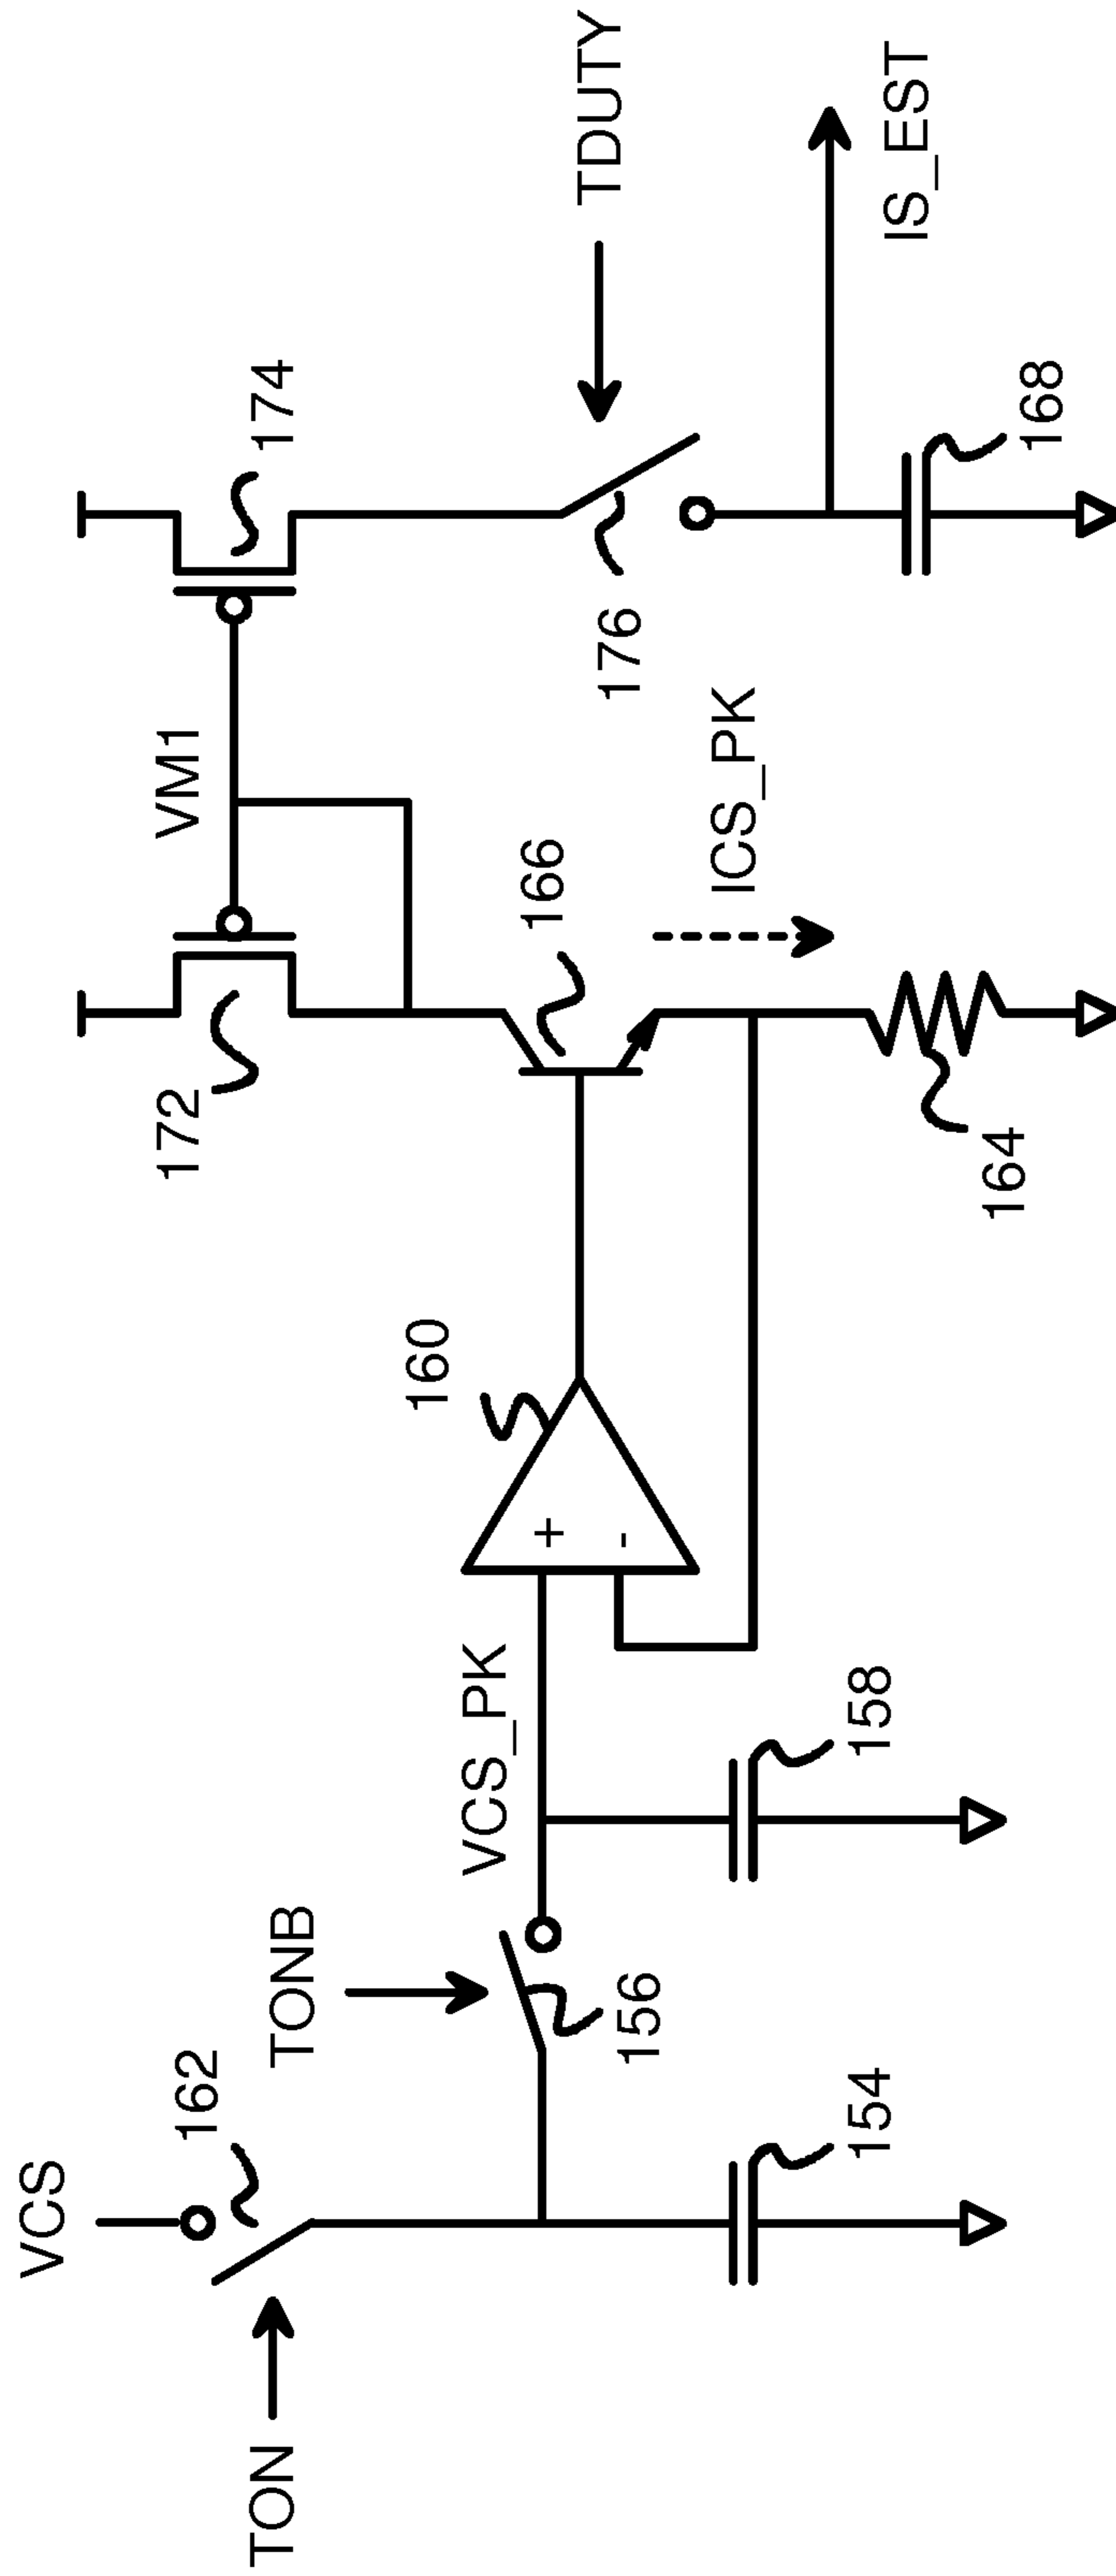 VCS
TON
162
TONB
156
154
VCS_PK
158
160
+
-
172
VM1
174
166
ICS_PK
164
176
TDUTY
IS_EST
168